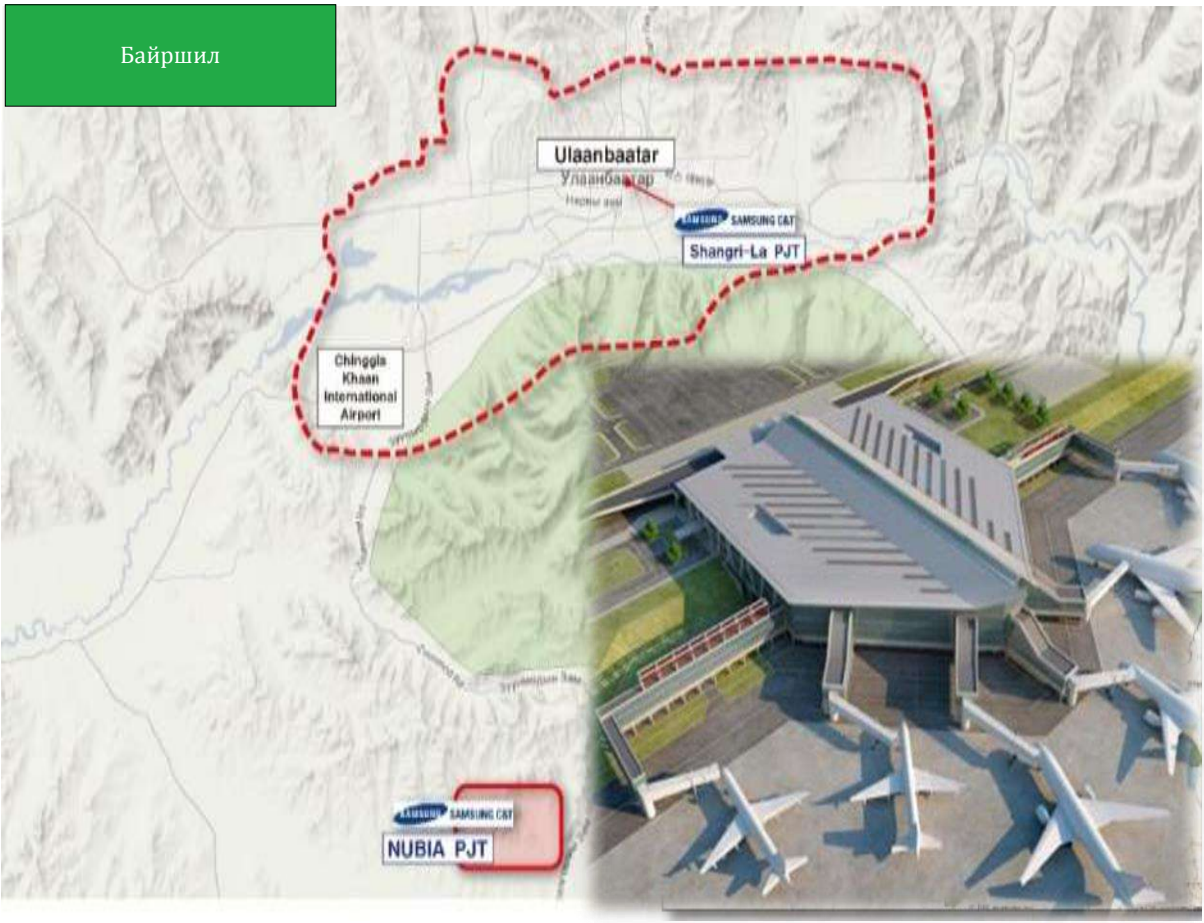 Байршил
Ulaanbaatar
Улаанбаатар
SAMSUNG SAMSUNG C&T
Shangri-La PJT
Chinggis
Khaan
International
Airport
SAMSUNG SAMSUNG C&T
NUBIA PJT